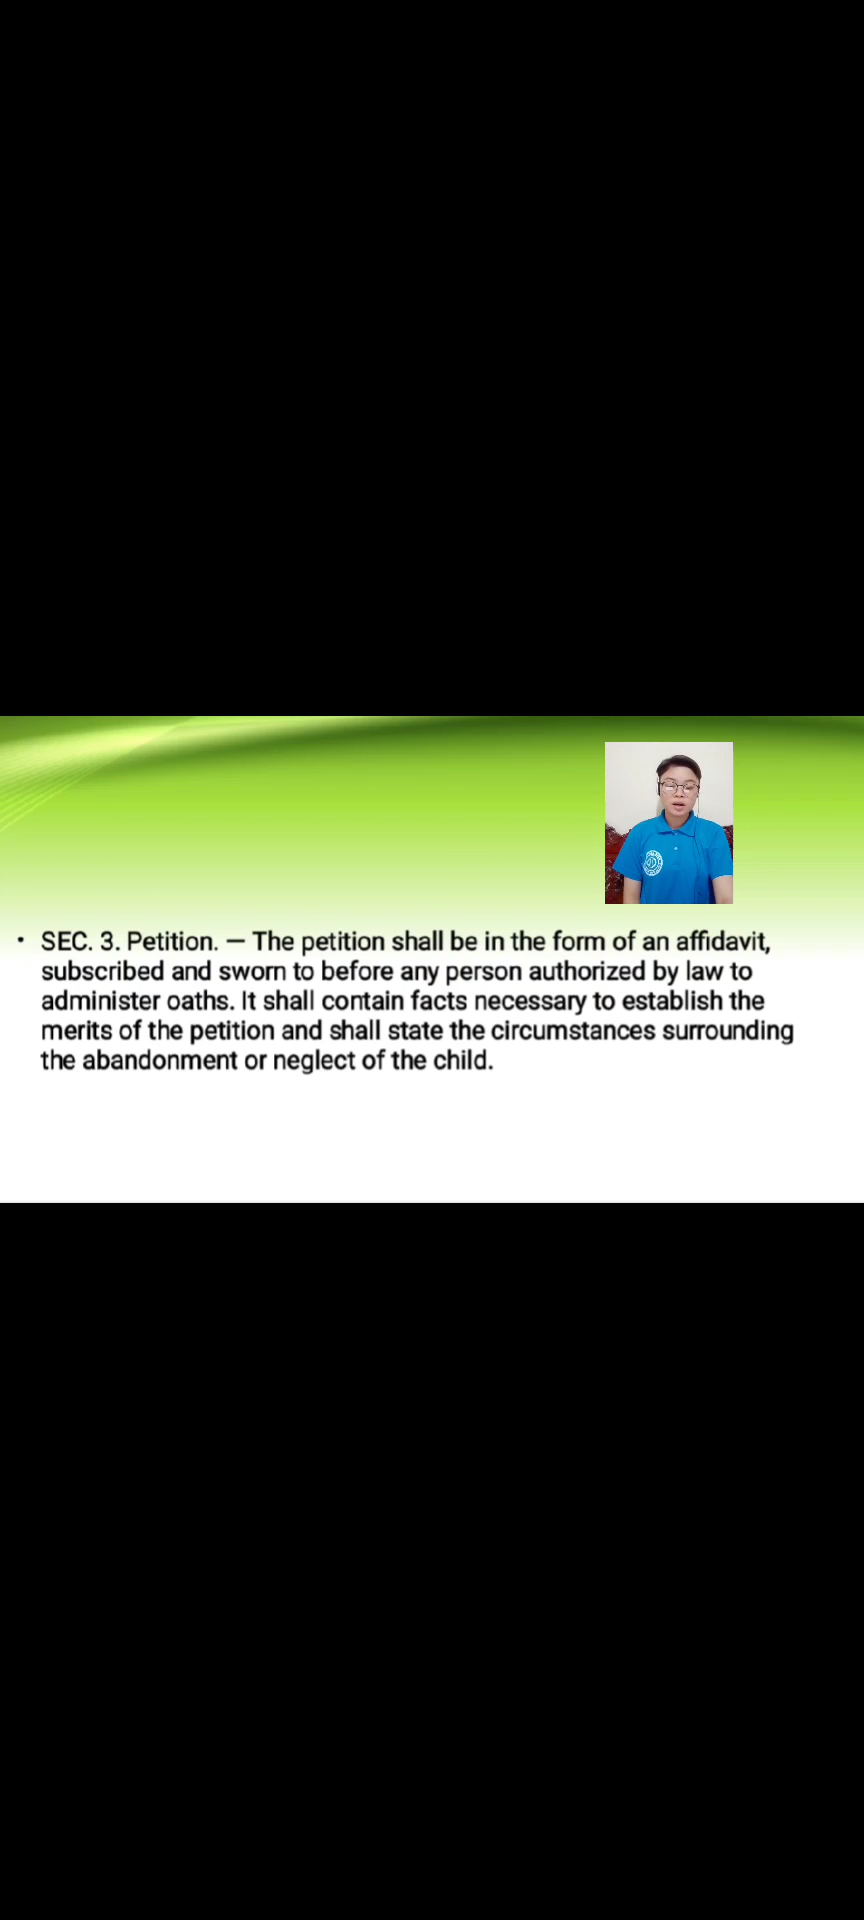 • SEC. 3. Petition. — The petition shall be in the form of an affidavit,
subscribed and sworn to before any person authorized by law to
administer oaths. It shall contain facts necessary to establish the
merits of the petition and shall state the circumstances surrounding
the abandonment or neglect of the child.